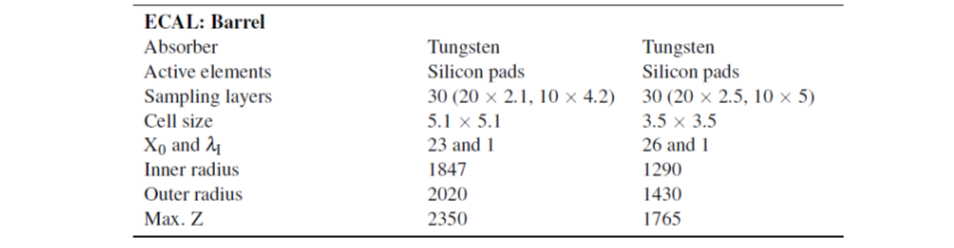 ECAL: Barrel
Absorber Tungsten Tungsten
Active elements Silicon pads Silicon pads
Sampling layers 30 (20 × 2.1, 10 × 4.2) 30 (20 × 2.5, 10 × 5)
Cell size 5.1 × 5.1 3.5 × 3.5
X₀ and λ_I 23 and 1 26 and 1
Inner radius 1847 1290
Outer radius 2020 1430
Max. Z 2350 1765